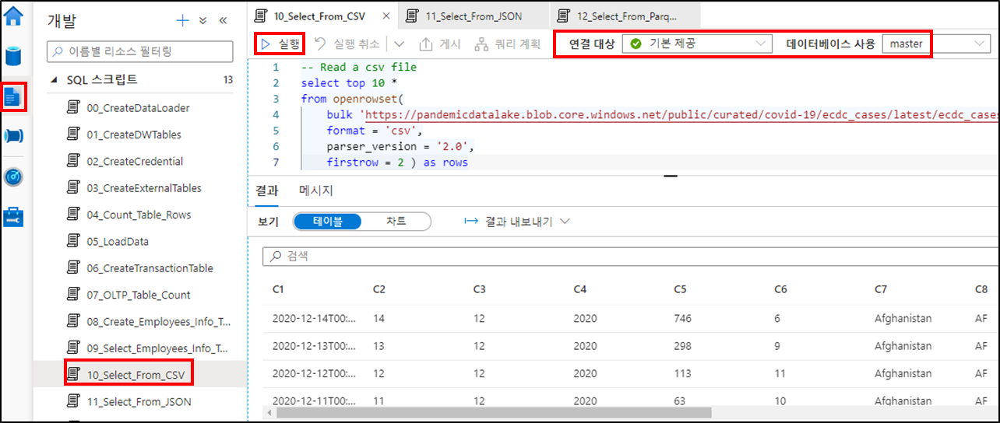 개발
이름별 리소스 필터링
SQL 스크립트 13
00_CreateDataLoader
01_CreateDWTables
02_CreateCredential
03_CreateExternalTables
04_Count_Table_Rows
05_LoadData
06_CreateTransactionTable
07_OLTP_Table_Count
08_Create_Employees_Info_T...
09_Select_Employees_Info_T...
10_Select_From_CSV
11_Select_From_JSON
10_Select_From_CSV 11_Select_From_JSON 12_Select_From_Parq...
실행 실행 취소 게시 쿼리 계획 연결 대상 기본 제공 데이터베이스 사용 master
1 -- Read a csv file
2 select top 10 *
3 from openrowset(
4 bulk 'https://pandemicdatalake.blob.core.windows.net/public/curated/covid-19/ecdc_cases/latest/ecdc_cases
5 format = 'csv',
6 parser_version = '2.0',
7 firstrow = 2 ) as rows
결과 메시지
보기 테이블 차트 결과 내보내기
검색
C1 C2 C3 C4 C5 C6 C7 C8
2020-12-14T00:... 14 12 2020 746 6 Afghanistan AF
2020-12-13T00:... 13 12 2020 298 9 Afghanistan AF
2020-12-12T00:... 12 12 2020 113 11 Afghanistan AF
2020-12-11T00:... 11 12 2020 63 10 Afghanistan AF